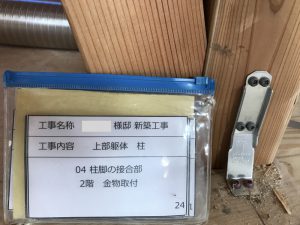 工事名称 様邸 新築工事
工事内容 上部躯体 柱
04 柱脚の接合部
2階 金物取付
24